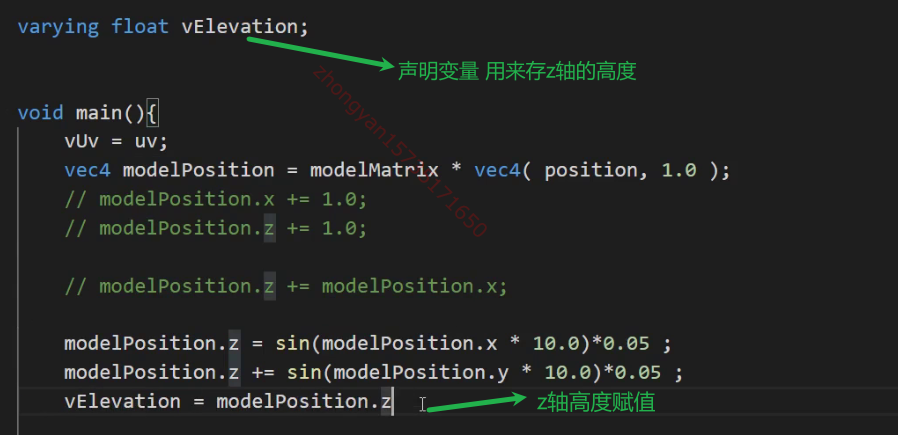 varying float vElevation;
声明变量 用来存z轴的高度
void main(){
vUv = uv;
vec4 modelPosition = modelMatrix * vec4( position, 1.0 );
// modelPosition.x += 1.0;
// modelPosition.z += 1.0;
// modelPosition.z += modelPosition.x;
modelPosition.z = sin(modelPosition.x * 10.0)*0.05 ;
modelPosition.z += sin(modelPosition.y * 10.0)*0.05 ;
vElevation = modelPosition.z
z轴高度赋值